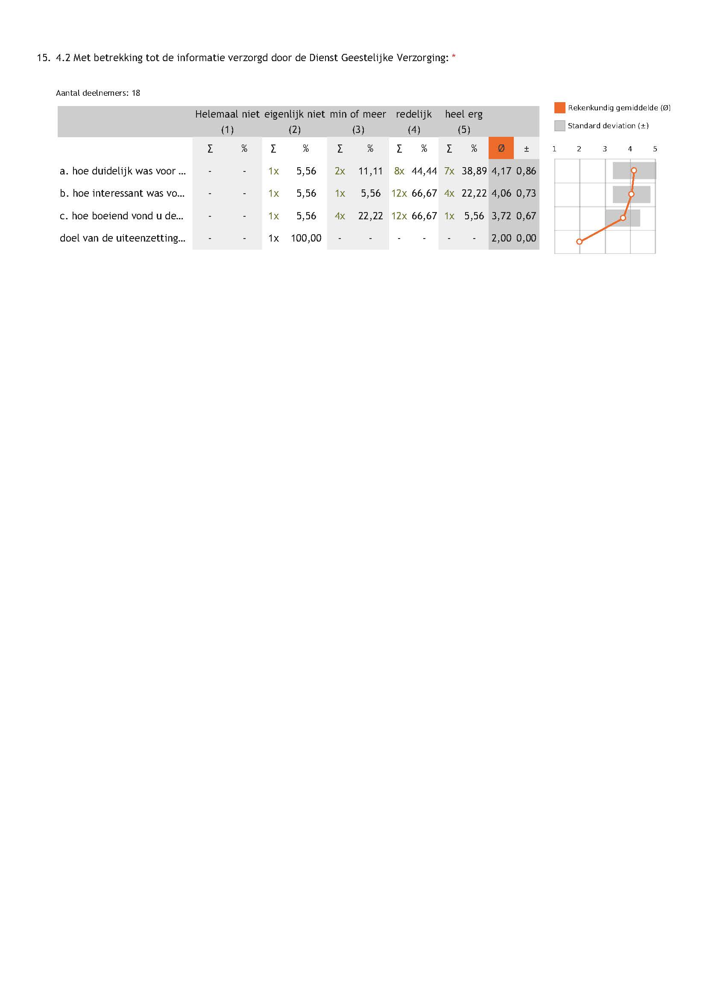 15. 4.2 Met betrekking tot de informatie verzorgd door de Dienst Geestelijke Verzorging: *
Aantal deelnemers: 18
Helemaal niet eigenlijk niet min of meer redelijk heel erg
(1) (2) (3) (4) (5)
Σ % Σ % Σ % Σ % Σ % Ø ±
a. hoe duidelijk was voor ... - - 1x 5,56 2x 11,11 8x 44,44 7x 38,89 4,17 0,86
b. hoe interessant was vo... - - 1x 5,56 1x 5,56 12x 66,67 4x 22,22 4,06 0,73
c. hoe boeiend vond u de... - - 1x 5,56 4x 22,22 12x 66,67 1x 5,56 3,72 0,67
doel van de uiteenzetting... - - 1x 100,00 - - - - - - 2,00 0,00
Rekenkundig gemiddelde (Ø)
Standard deviation (±)
1 2 3 4 5